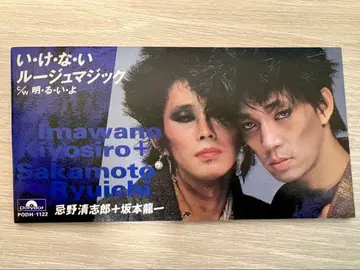 い・け・な・い
ルージュマジック
c/w 明・る・い・よ
Imawano
Kiyosiro+
Sakamoto
Ryuichi
忌野清志郎+坂本龍一
Polydor
PODH-1122